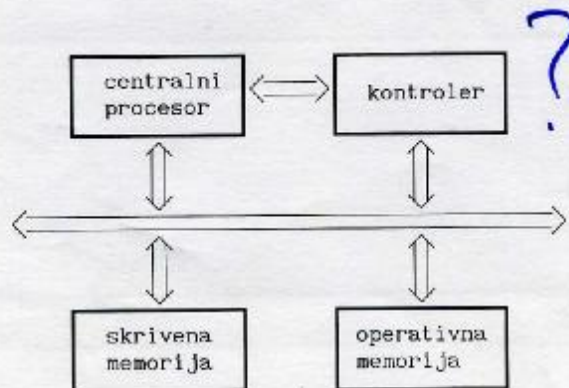 centralni
procesor
kontroler
?
skrivena
memorija
operativna
memorija